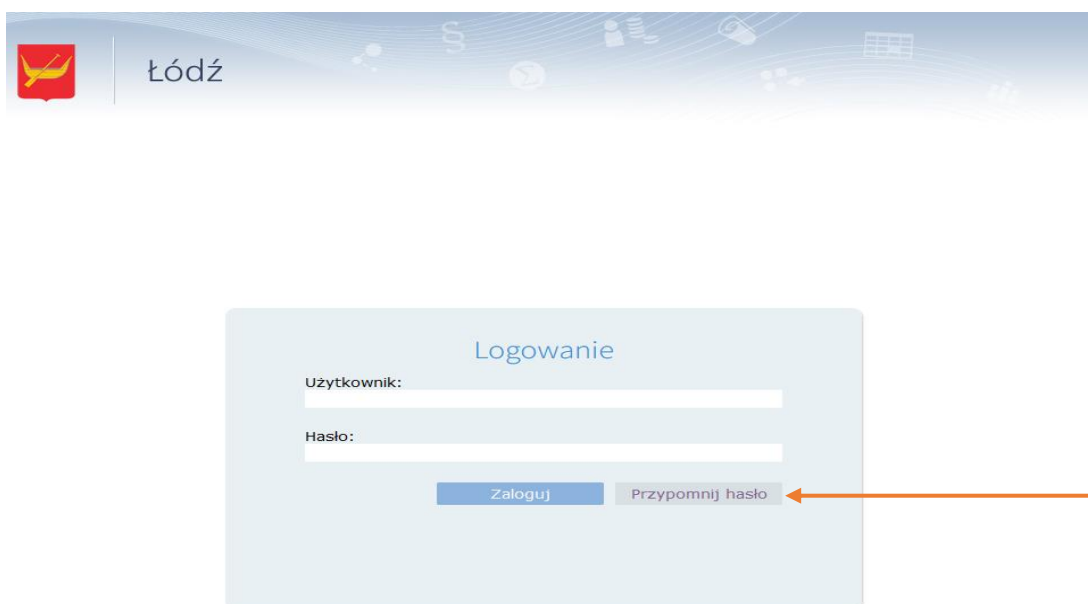 Łódź
Logowanie
Użytkownik:
Hasło:
Zaloguj
Przypomnij hasło